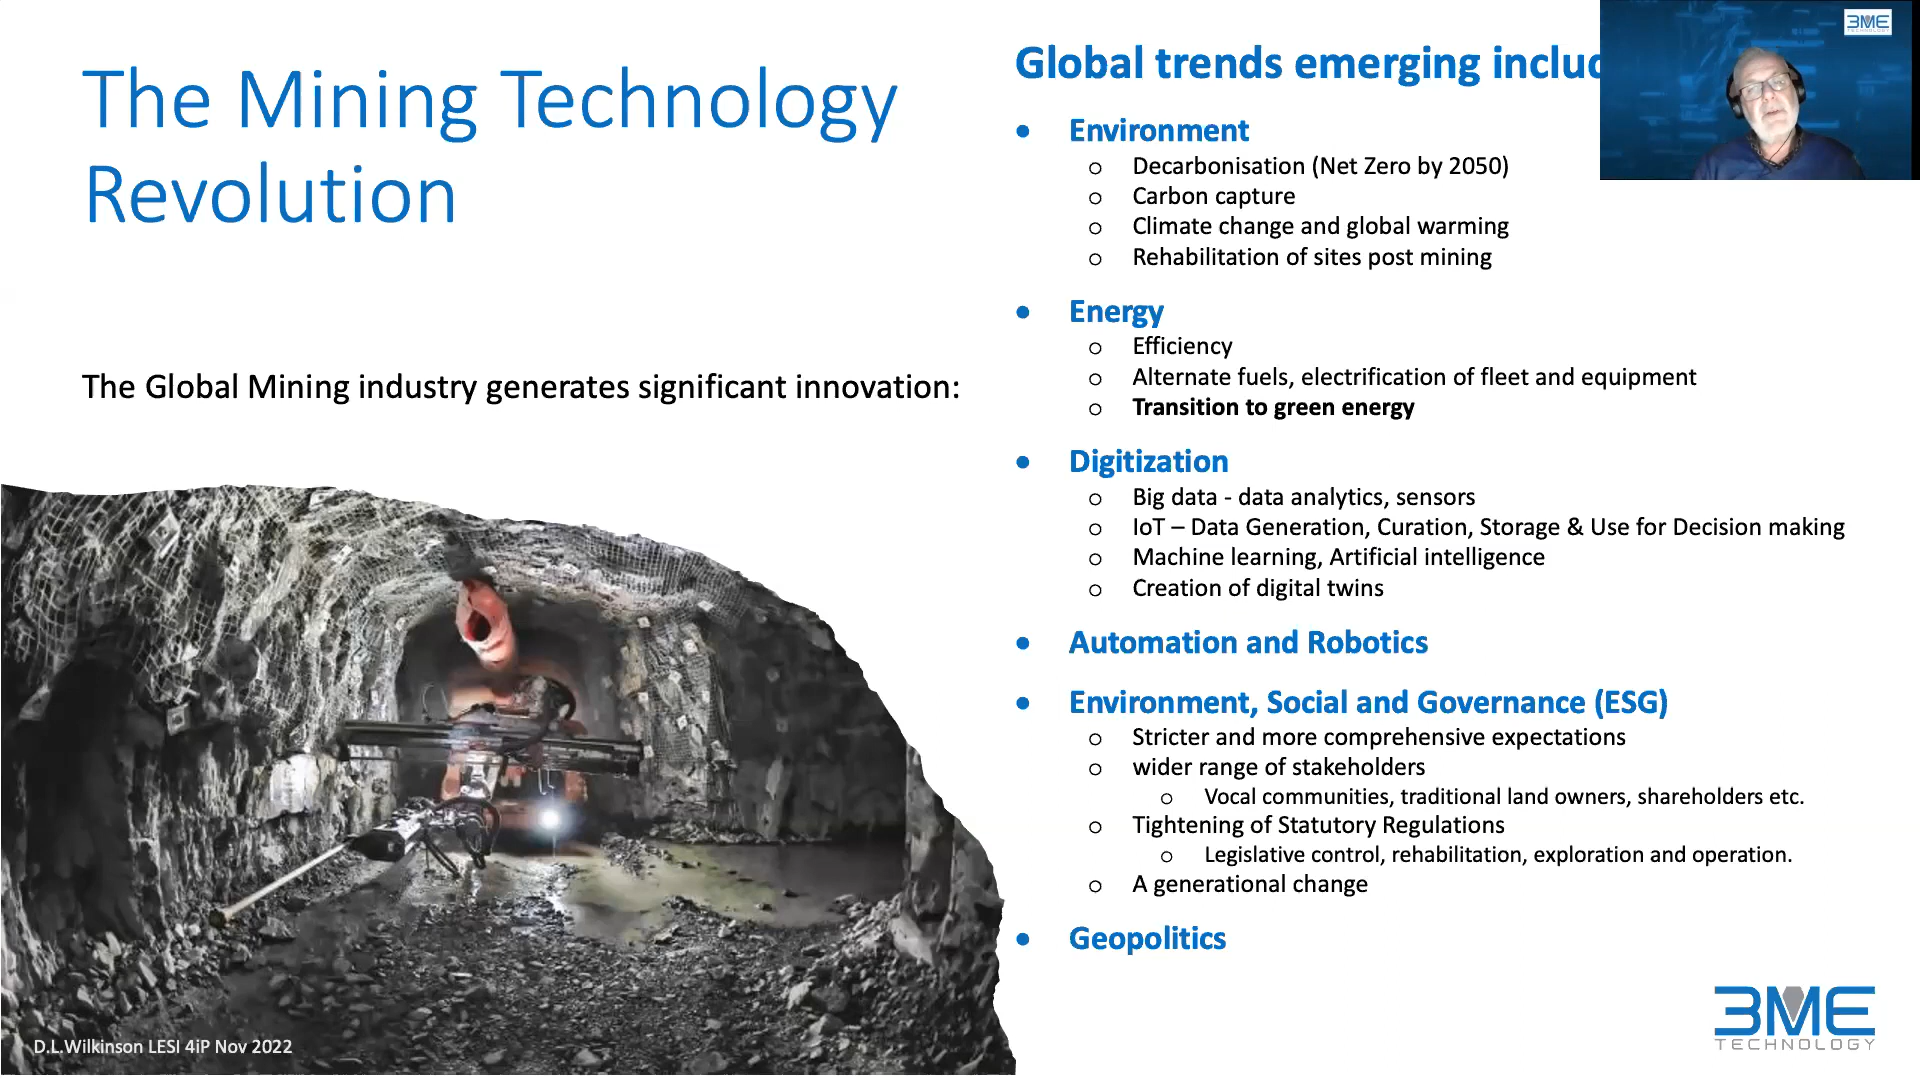 The Mining Technology
Revolution
The Global Mining industry generates significant innovation:
D.L.Wilkinson LESI 4iP Nov 2022
Global trends emerging includ
• Environment
o Decarbonisation (Net Zero by 2050)
o Carbon capture
o Climate change and global warming
o Rehabilitation of sites post mining
• Energy
o Efficiency
o Alternate fuels, electrification of fleet and equipment
o Transition to green energy
• Digitization
o Big data - data analytics, sensors
o IoT – Data Generation, Curation, Storage & Use for Decision making
o Machine learning, Artificial intelligence
o Creation of digital twins
• Automation and Robotics
• Environment, Social and Governance (ESG)
o Stricter and more comprehensive expectations
o wider range of stakeholders
o Vocal communities, traditional land owners, shareholders etc.
o Tightening of Statutory Regulations
o Legislative control, rehabilitation, exploration and operation.
o A generational change
• Geopolitics
3ME
TECHNOLOGY
3ME
TECHNOLOGY